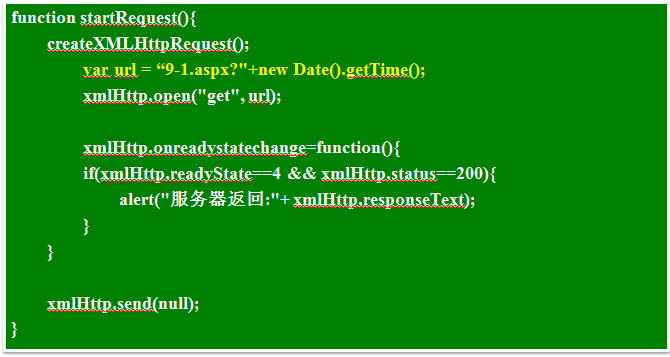 function startRequest(){
createXMLHttpRequest();
var url = “9-1.aspx?"+new Date().getTime();
xmlHttp.open("get", url);
xmlHttp.onreadystatechange=function(){
if(xmlHttp.readyState==4 && xmlHttp.status==200){
alert("服务器返回:"+ xmlHttp.responseText);
}
}
xmlHttp.send(null);
}